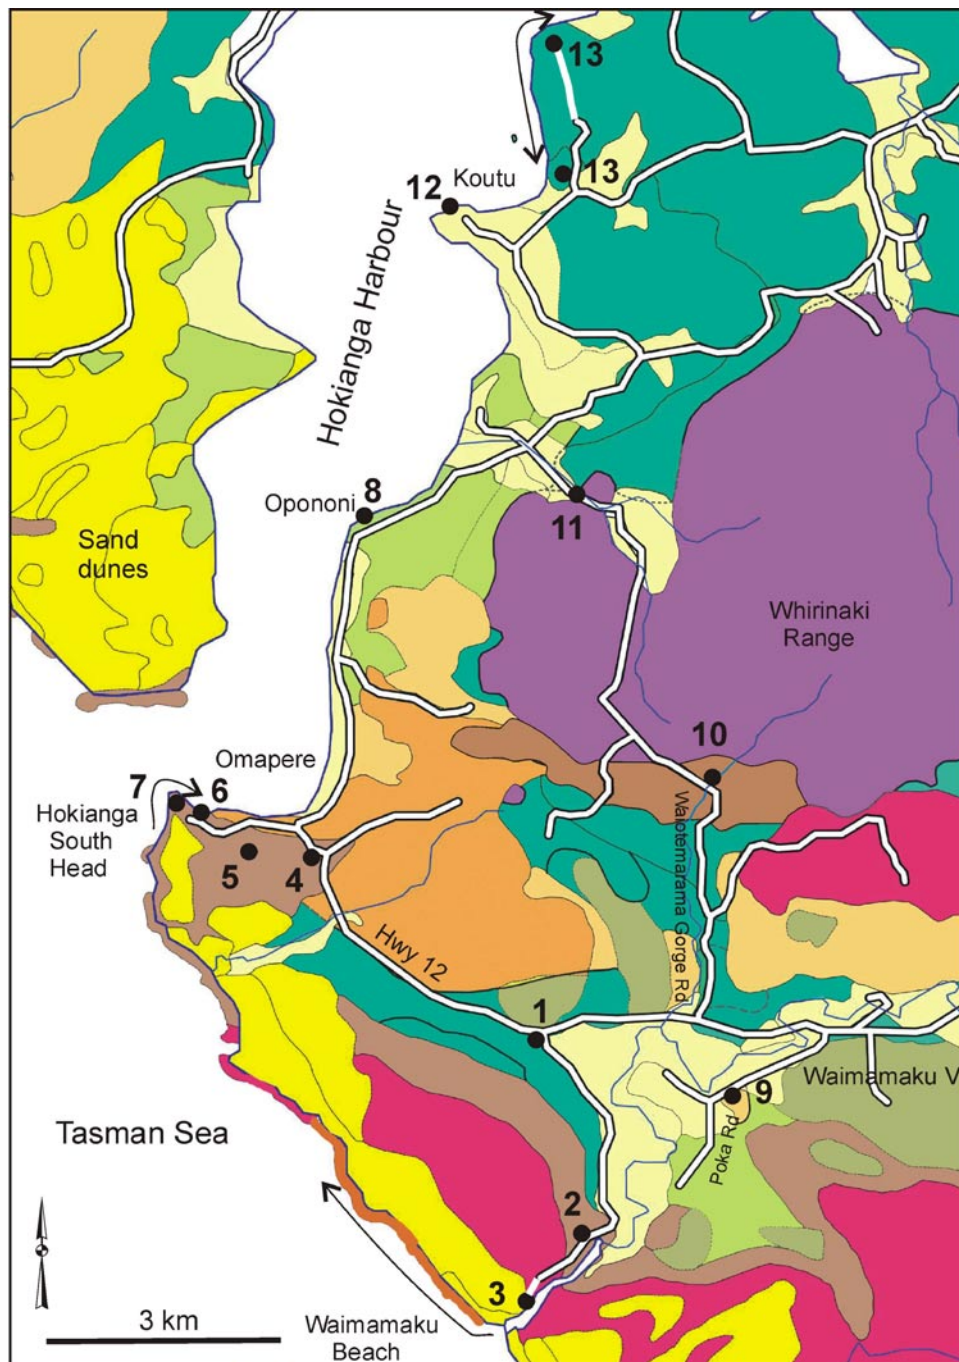 13
13
12
Koutu
Hokianga Harbour
8
Opononi
11
Sand
dunes
Whirinaki
Range
10
Omapere
7
6
Hokianga
South
Head
5
4
Waiotemarama Gorge Rd
Hwy 12
1
9
Waimamaku V
Poka Rd
Tasman Sea
2
3
3 km
Waimamaku
Beach